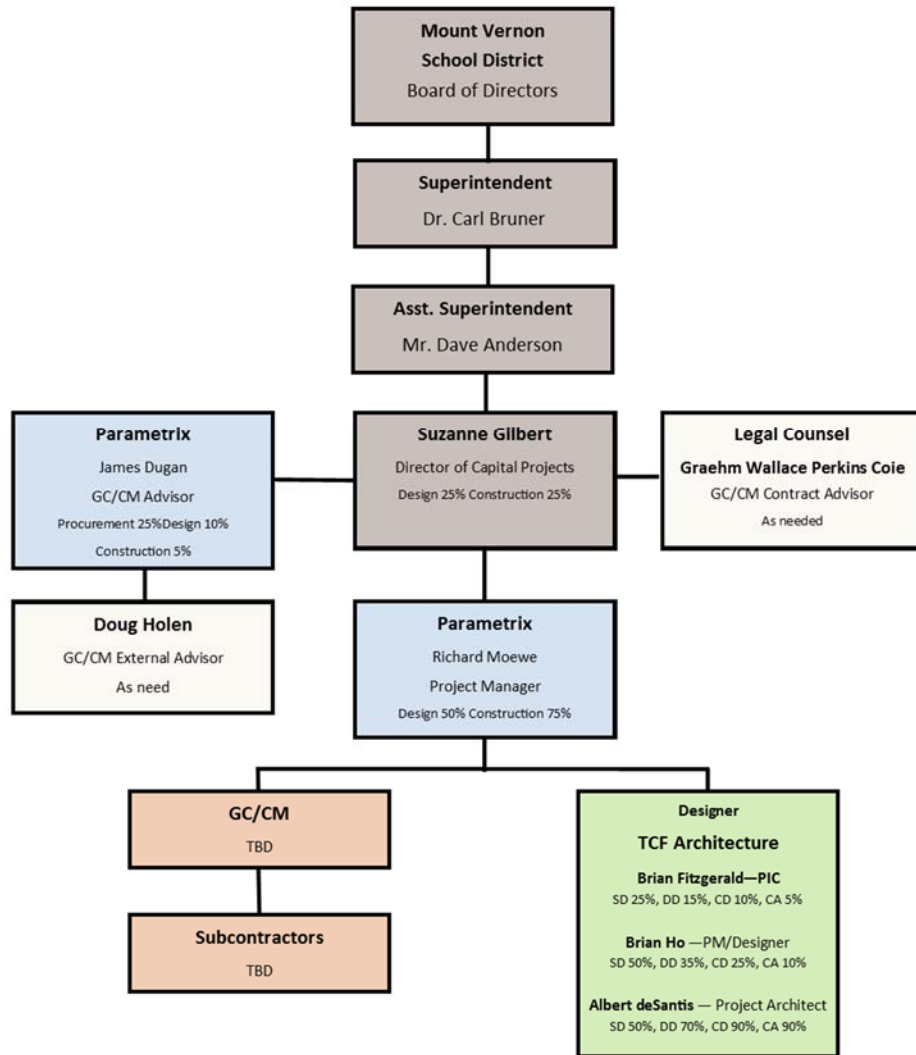 Mount Vernon
School District
Board of Directors
Superintendent
Dr. Carl Bruner
Asst. Superintendent
Mr. Dave Anderson
Parametrix
James Dugan
GC/CM Advisor
Procurement 25%Design 10%
Construction 5%
Suzanne Gilbert
Director of Capital Projects
Design 25% Construction 25%
Legal Counsel
Graehm Wallace Perkins Coie
GC/CM Contract Advisor
As needed
Doug Holen
GC/CM External Advisor
As need
Parametrix
Richard Moewe
Project Manager
Design 50% Construction 75%
GC/CM
TBD
Subcontractors
TBD
Designer
TCF Architecture
Brian Fitzgerald—PIC
SD 25%, DD 15%, CD 10%, CA 5%
Brian Ho —PM/Designer
SD 50%, DD 35%, CD 25%, CA 10%
Albert deSantis — Project Architect
SD 50%, DD 70%, CD 90%, CA 90%